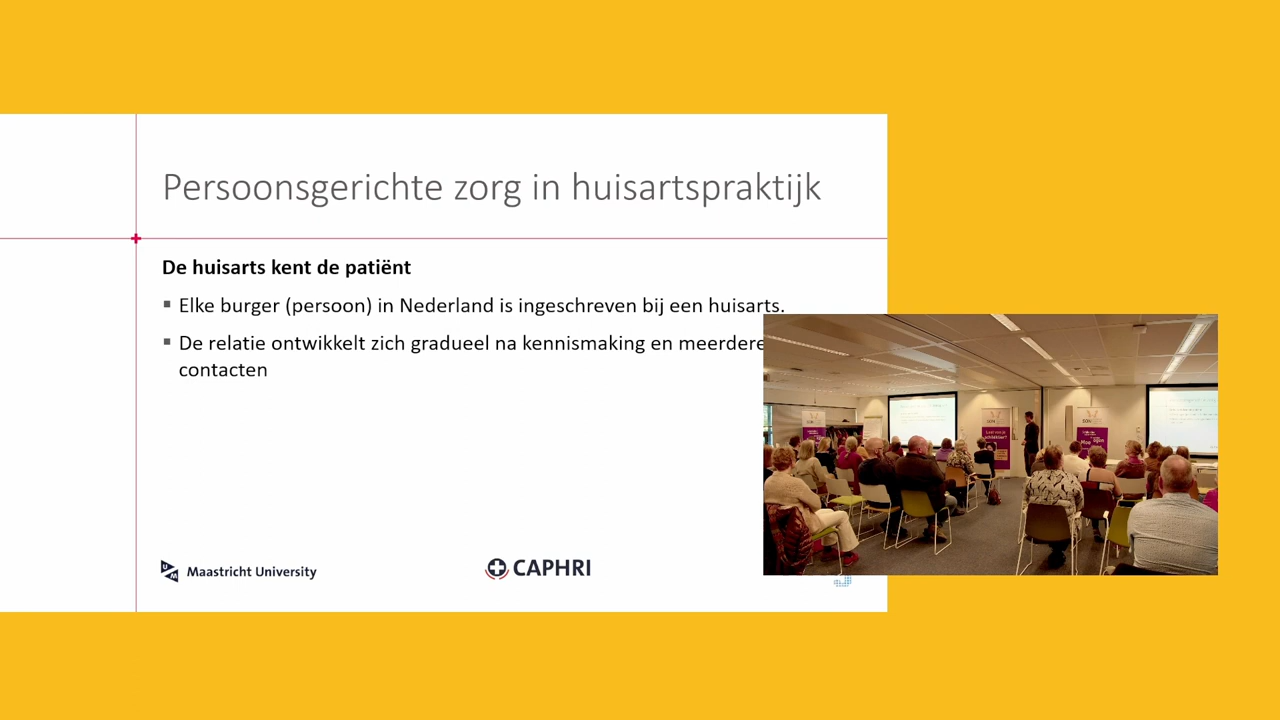 Persoonsgerichte zorg in huisartspraktijk
De huisarts kent de patiënt
Elke burger (persoon) in Nederland is ingeschreven bij een huisarts.
De relatie ontwikkelt zich gradueel na kennismaking en meerdere
contacten
UM Maastricht University
CAPHRI